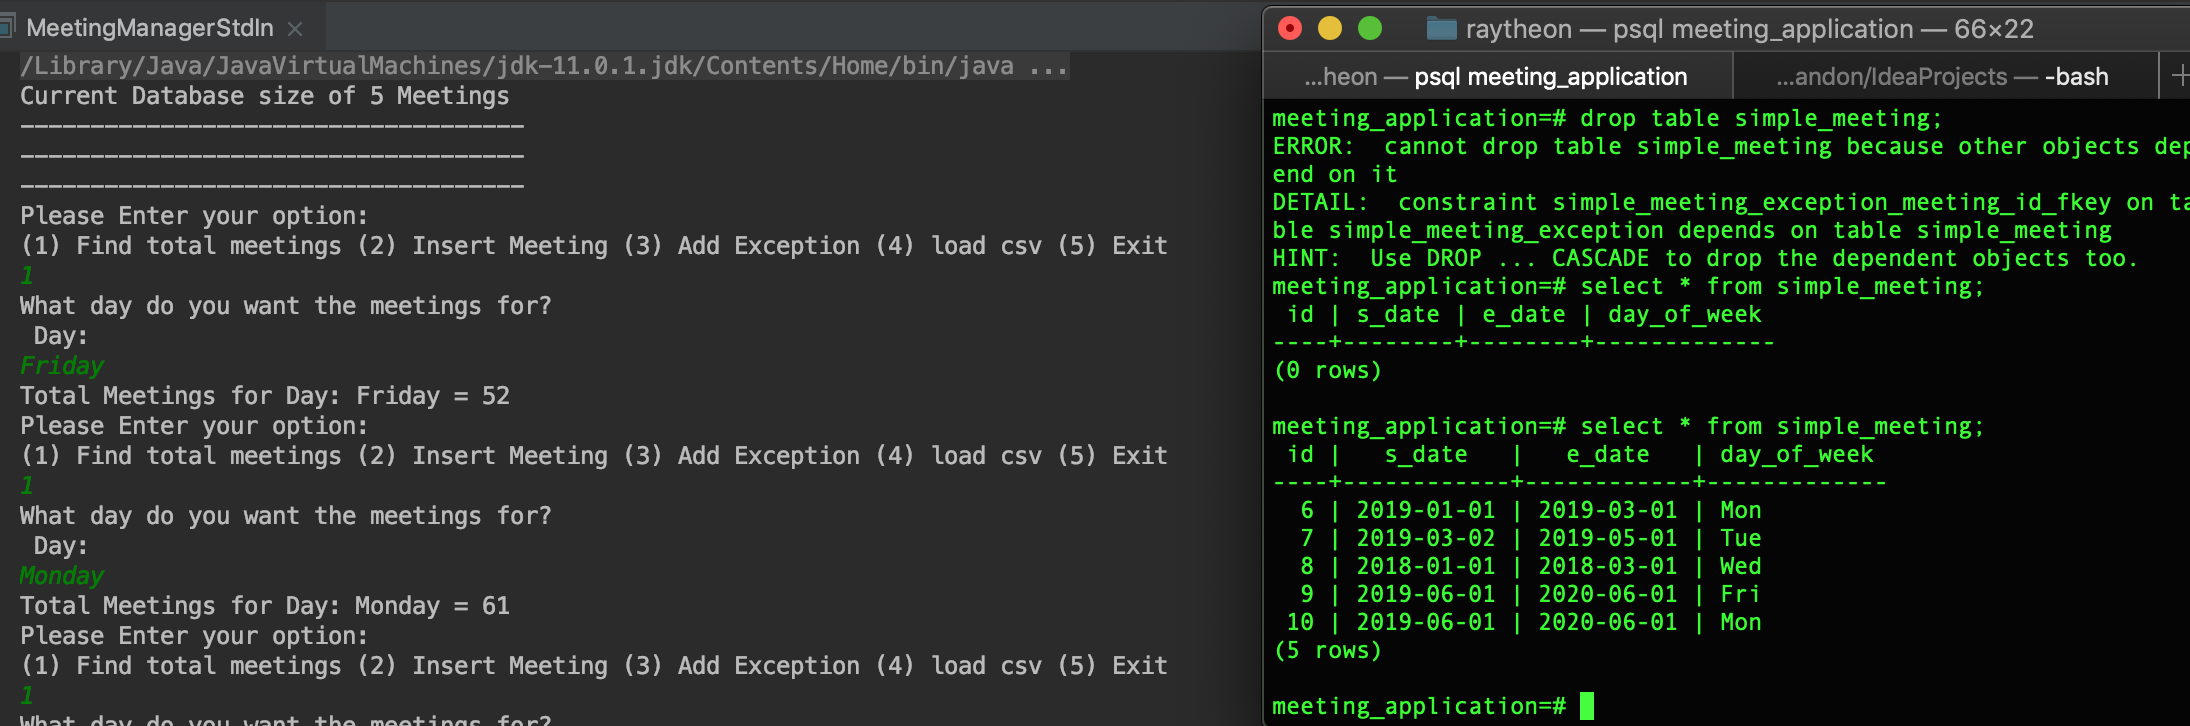 MeetingManagerStdIn ×
/Library/Java/JavaVirtualMachines/jdk-11.0.1.jdk/Contents/Home/bin/java ...
Current Database size of 5 Meetings
------------------------------------
------------------------------------
------------------------------------
Please Enter your option:
(1) Find total meetings (2) Insert Meeting (3) Add Exception (4) load csv (5) Exit
1
What day do you want the meetings for?
 Day:
Friday
Total Meetings for Day: Friday = 52
Please Enter your option:
(1) Find total meetings (2) Insert Meeting (3) Add Exception (4) load csv (5) Exit
1
What day do you want the meetings for?
 Day:
Monday
Total Meetings for Day: Monday = 61
Please Enter your option:
(1) Find total meetings (2) Insert Meeting (3) Add Exception (4) load csv (5) Exit
1
What day do you want the meetings for?
raytheon — psql meeting_application — 66×22
...heon — psql meeting_application
...andon/IdeaProjects — -bash
meeting_application=# drop table simple_meeting;
ERROR:  cannot drop table simple_meeting because other objects dep
end on it
DETAIL:  constraint simple_meeting_exception_meeting_id_fkey on ta
ble simple_meeting_exception depends on table simple_meeting
HINT:  Use DROP ... CASCADE to drop the dependent objects too.
meeting_application=# select * from simple_meeting;
 id | s_date | e_date | day_of_week
----+--------+--------+-------------
(0 rows)
meeting_application=# select * from simple_meeting;
 id |   s_date   |   e_date   | day_of_week
----+------------+------------+-------------
  6 | 2019-01-01 | 2019-03-01 | Mon
  7 | 2019-03-02 | 2019-05-01 | Tue
  8 | 2018-01-01 | 2018-03-01 | Wed
  9 | 2019-06-01 | 2020-06-01 | Fri
 10 | 2019-06-01 | 2020-06-01 | Mon
(5 rows)
meeting_application=#